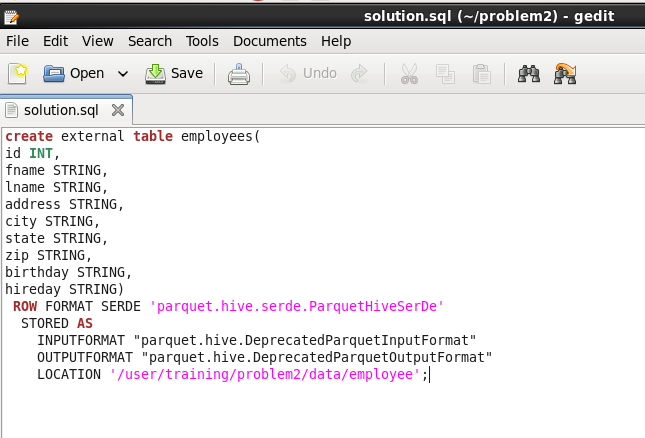 solution.sql (~/problem2) - gedit
File Edit View Search Tools Documents Help
Open Save Undo
solution.sql
create external table employees(
id INT,
fname STRING,
lname STRING,
address STRING,
city STRING,
state STRING,
zip STRING,
birthday STRING,
hireday STRING)
ROW FORMAT SERDE 'parquet.hive.serde.ParquetHiveSerDe'
STORED AS
INPUTFORMAT "parquet.hive.DeprecatedParquetInputFormat"
OUTPUTFORMAT "parquet.hive.DeprecatedParquetOutputFormat"
LOCATION '/user/training/problem2/data/employee';